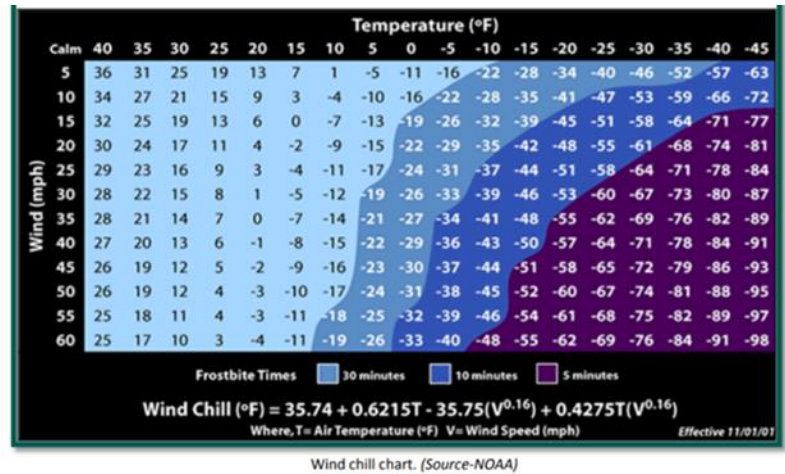 Temperature (°F)
Calm 40 35 30 25 20 15 10 5 0 -5 -10 -15 -20 -25 -30 -35 -40 -45
5 36 31 25 19 13 7 1 -5 -11 -16 -22 -28 -34 -40 -46 -52 -57 -63
10 34 27 21 15 9 3 -4 -10 -16 -22 -28 -35 -41 -47 -53 -59 -66 -72
15 32 25 19 13 6 0 -7 -13 -19 -26 -32 -39 -45 -51 -58 -64 -71 -77
20 30 24 17 11 4 -2 -9 -15 -22 -29 -35 -42 -48 -55 -61 -68 -74 -81
25 29 23 16 9 3 -4 -11 -17 -24 -31 -37 -44 -51 -58 -64 -71 -78 -84
30 28 22 15 8 1 -5 -12 -19 -26 -33 -39 -46 -53 -60 -67 -73 -80 -87
35 28 21 14 7 0 -7 -14 -21 -27 -34 -41 -48 -55 -62 -69 -76 -82 -89
40 27 20 13 6 -1 -8 -15 -22 -29 -36 -43 -50 -57 -64 -71 -78 -84 -91
45 26 19 12 5 -2 -9 -16 -23 -30 -37 -44 -51 -58 -65 -72 -79 -86 -93
50 26 19 12 4 -3 -10 -17 -24 -31 -38 -45 -52 -60 -67 -74 -81 -88 -95
55 25 18 11 4 -3 -11 -18 -25 -32 -39 -46 -54 -61 -68 -75 -82 -89 -97
60 25 17 10 3 -4 -11 -19 -26 -33 -40 -48 -55 -62 -69 -76 -84 -91 -98
Wind (mph)
Frostbite Times 30 minutes 10 minutes 5 minutes
Wind Chill (°F) = 35.74 + 0.6215T - 35.75(V^0.16) + 0.4275T(V^0.16)
Where, T= Air Temperature (°F) V= Wind Speed (mph) Effective 11/01/01
Wind chill chart. (Source-NOAA)